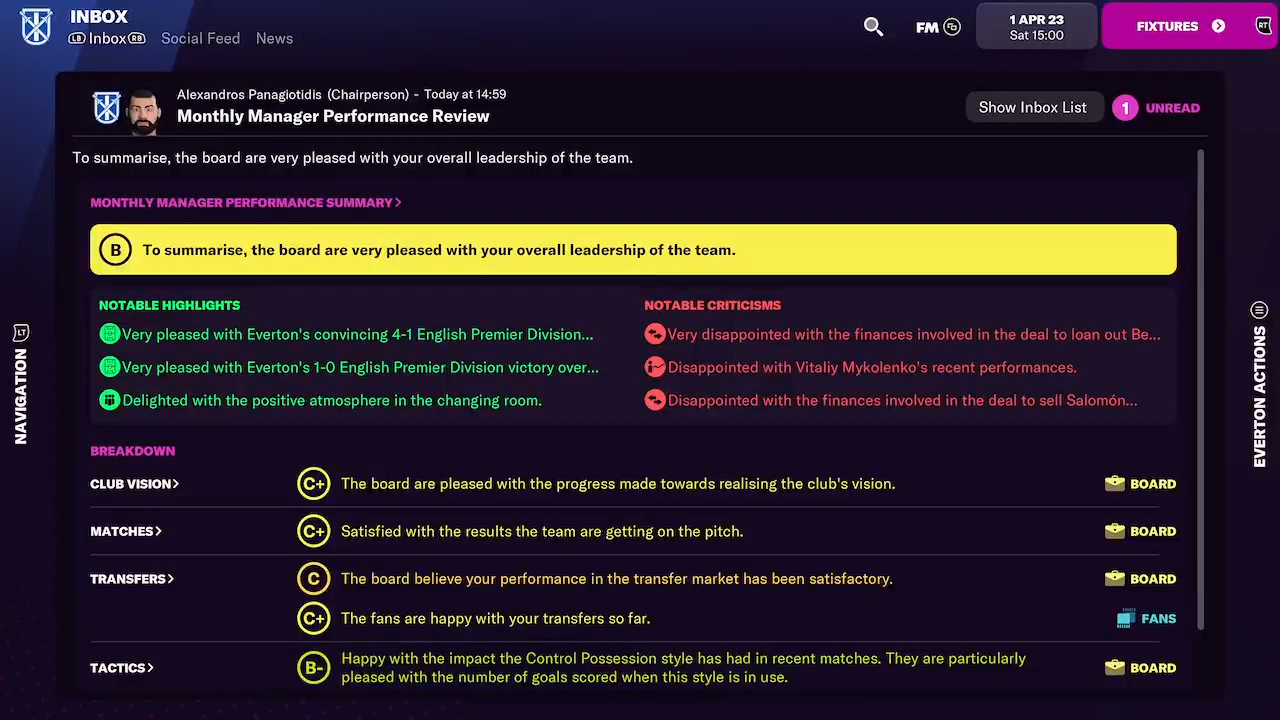 INBOX
LB Inbox RB Social Feed News
FM
1 APR 23
Sat 15:00
FIXTURES
RT
Alexandros Panagiotidis (Chairperson) - Today at 14:59
Monthly Manager Performance Review
Show Inbox List
1 UNREAD
To summarise, the board are very pleased with your overall leadership of the team.
MONTHLY MANAGER PERFORMANCE SUMMARY
B To summarise, the board are very pleased with your overall leadership of the team.
NOTABLE HIGHLIGHTS
Very pleased with Everton's convincing 4-1 English Premier Division...
Very pleased with Everton's 1-0 English Premier Division victory over...
Delighted with the positive atmosphere in the changing room.
NOTABLE CRITICISMS
Very disappointed with the finances involved in the deal to loan out Be...
Disappointed with Vitaliy Mykolenko's recent performances.
Disappointed with the finances involved in the deal to sell Salomón...
BREAKDOWN
CLUB VISION C+ The board are pleased with the progress made towards realising the club's vision. BOARD
MATCHES C+ Satisfied with the results the team are getting on the pitch. BOARD
TRANSFERS C The board believe your performance in the transfer market has been satisfactory. BOARD
C+ The fans are happy with your transfers so far. FANS
TACTICS B- Happy with the impact the Control Possession style has had in recent matches. They are particularly
pleased with the number of goals scored when this style is in use. BOARD
LT
NAVIGATION
EVERTON ACTIONS